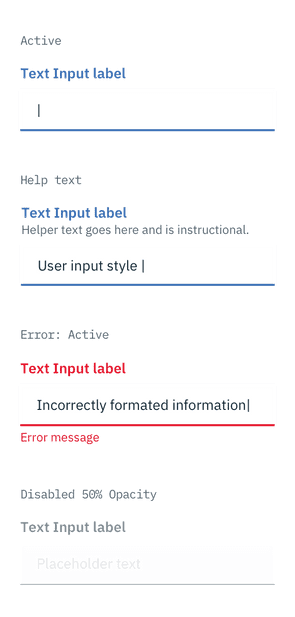 Active
Text Input label
|
Help text
Text Input label
Helper text goes here and is instructional.
User input style |
Error: Active
Text Input label
Incorrectly formated information|
Error message
Disabled 50% Opacity
Text Input label
Placeholder text